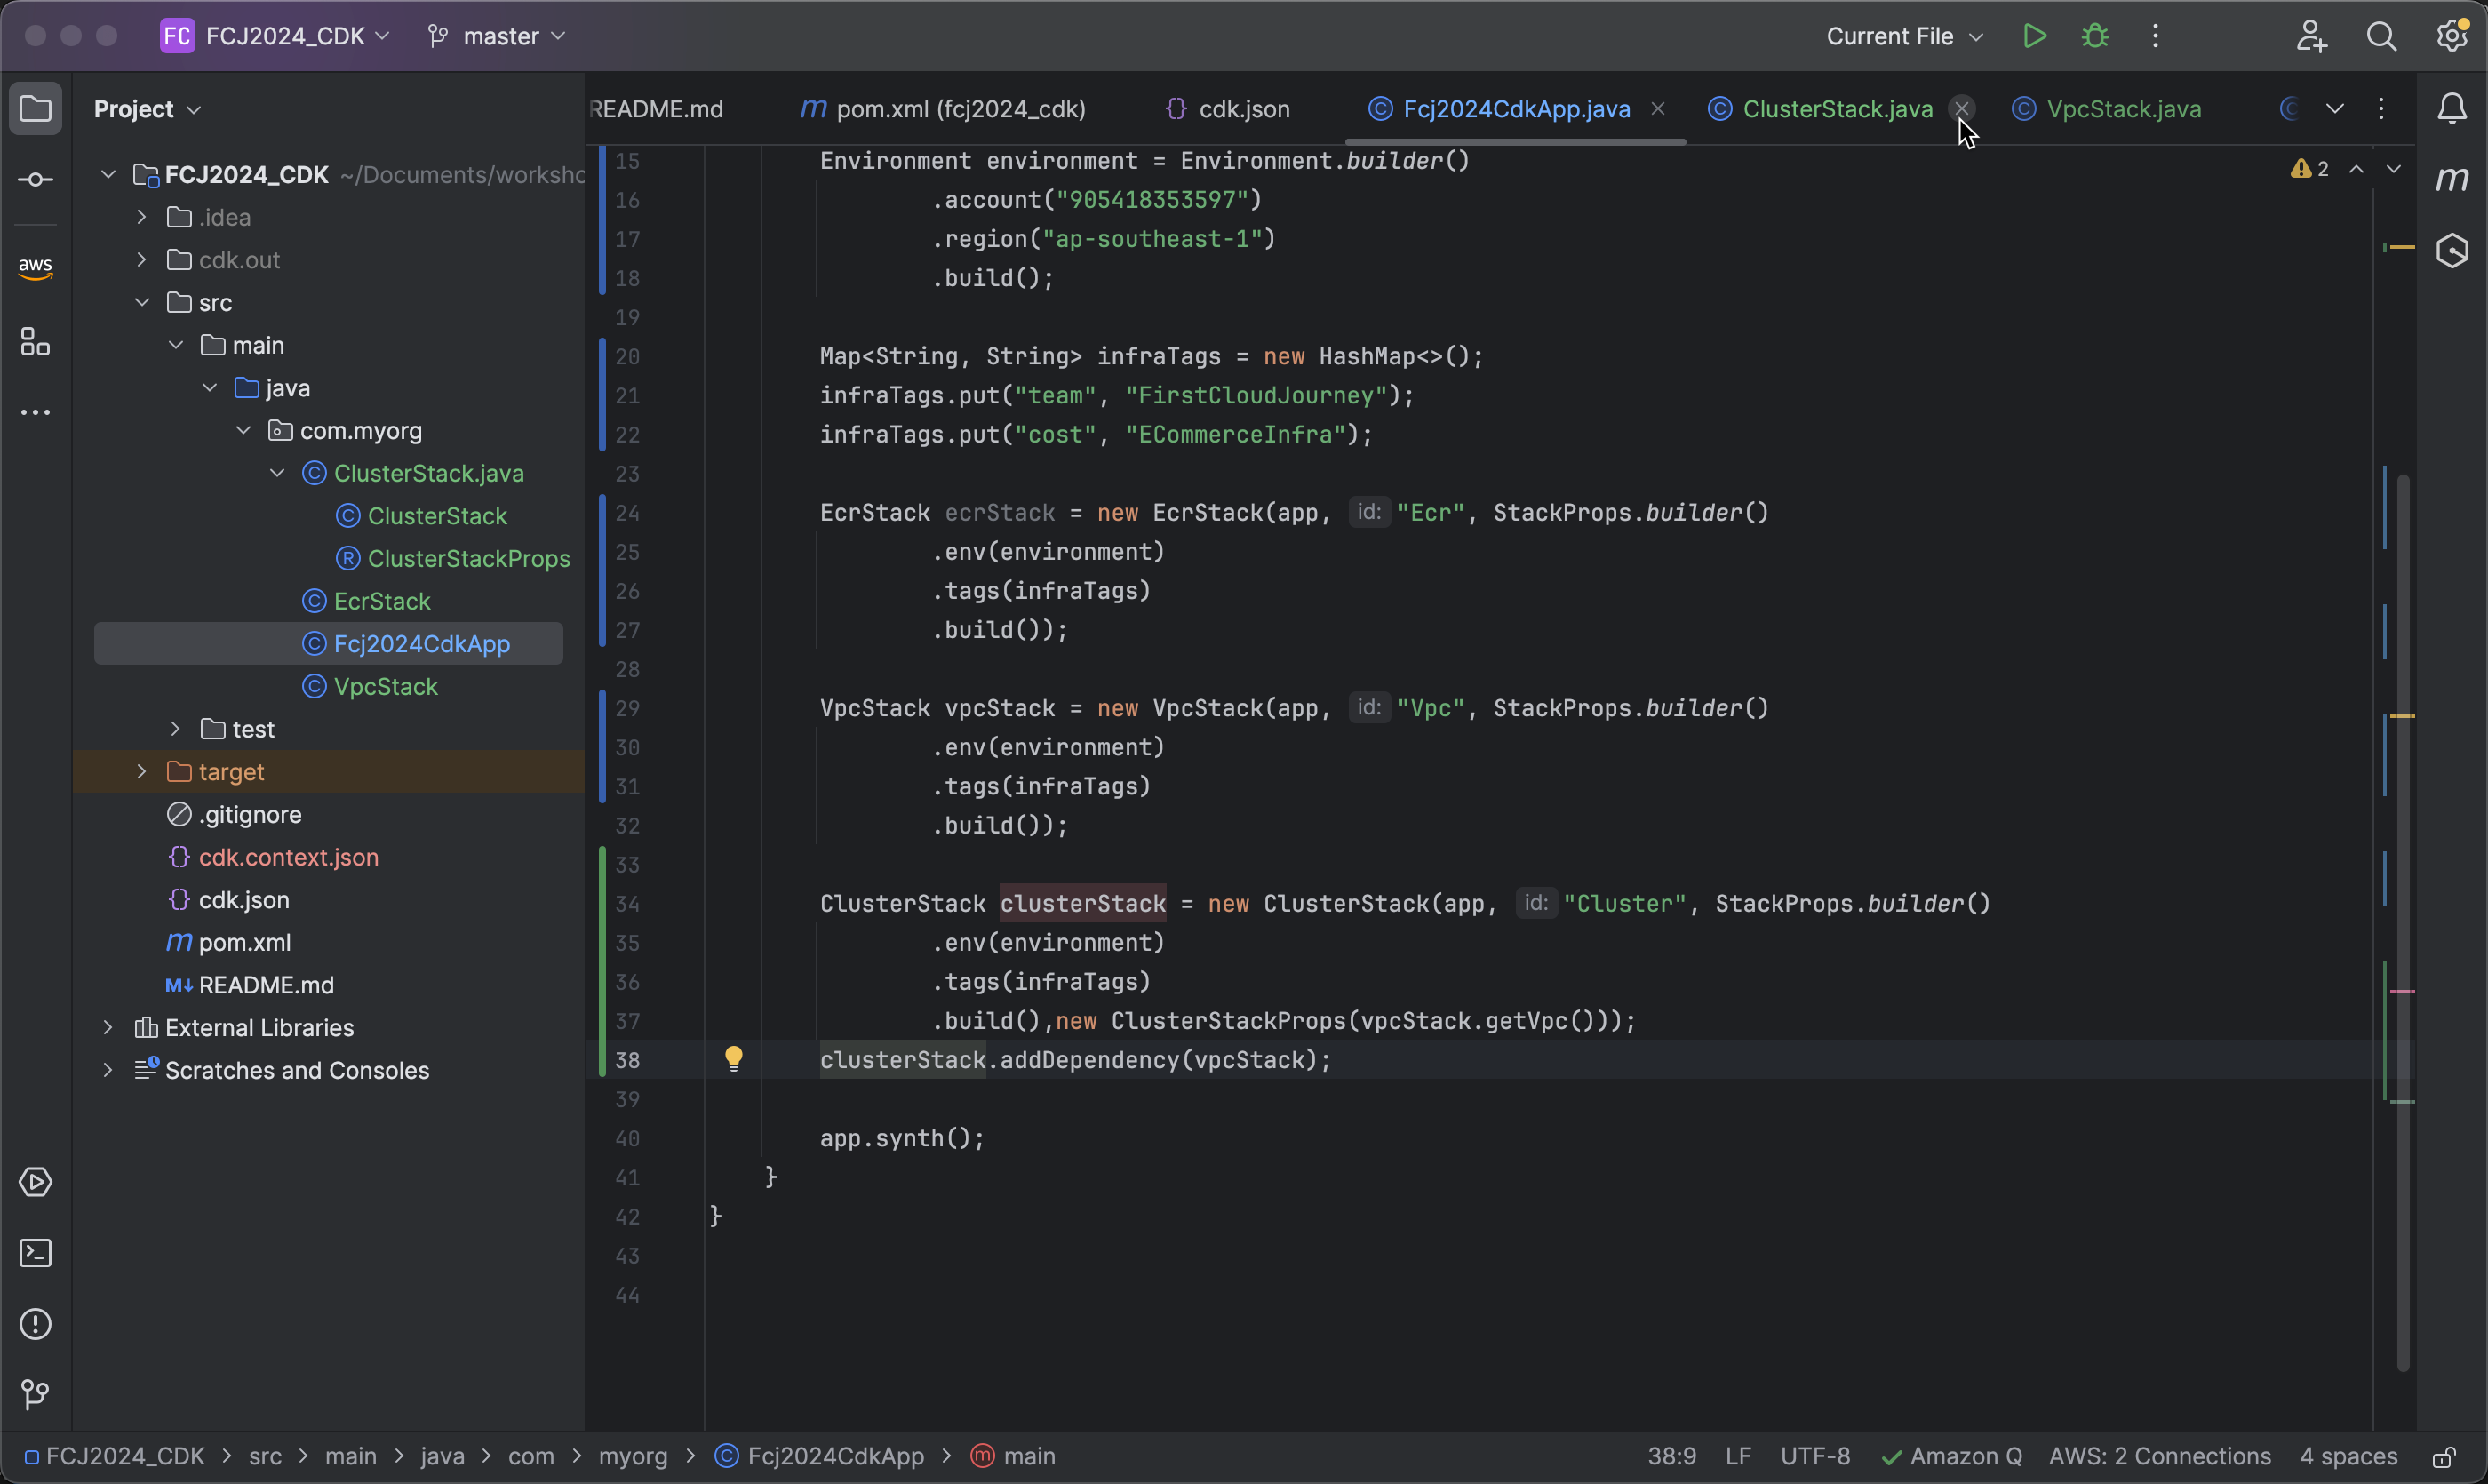 FC FCJ2024_CDK master Current File
Project
README.md pom.xml (fcj2024_cdk) cdk.json Fcj2024CdkApp.java ClusterStack.java VpcStack.java
FCJ2024_CDK ~/Documents/worksho
.idea
cdk.out
src
main
java
com.myorg
ClusterStack.java
ClusterStack
ClusterStackProps
EcrStack
Fcj2024CdkApp
VpcStack
test
target
.gitignore
cdk.context.json
cdk.json
pom.xml
README.md
External Libraries
Scratches and Consoles
aws
2
15 Environment environment = Environment.builder()
16 .account("905418353597")
17 .region("ap-southeast-1")
18 .build();
19
20 Map<String, String> infraTags = new HashMap<>();
21 infraTags.put("team", "FirstCloudJourney");
22 infraTags.put("cost", "ECommerceInfra");
23
24 EcrStack ecrStack = new EcrStack(app, id: "Ecr", StackProps.builder()
25 .env(environment)
26 .tags(infraTags)
27 .build());
28
29 VpcStack vpcStack = new VpcStack(app, id: "Vpc", StackProps.builder()
30 .env(environment)
31 .tags(infraTags)
32 .build());
33
34 ClusterStack clusterStack = new ClusterStack(app, id: "Cluster", StackProps.builder()
35 .env(environment)
36 .tags(infraTags)
37 .build(),new ClusterStackProps(vpcStack.getVpc()));
38 clusterStack.addDependency(vpcStack);
39
40 app.synth();
41 }
42 }
43
44
FCJ2024_CDK > src > main > java > com > myorg > Fcj2024CdkApp > main 38:9 LF UTF-8 Amazon Q AWS: 2 Connections 4 spaces